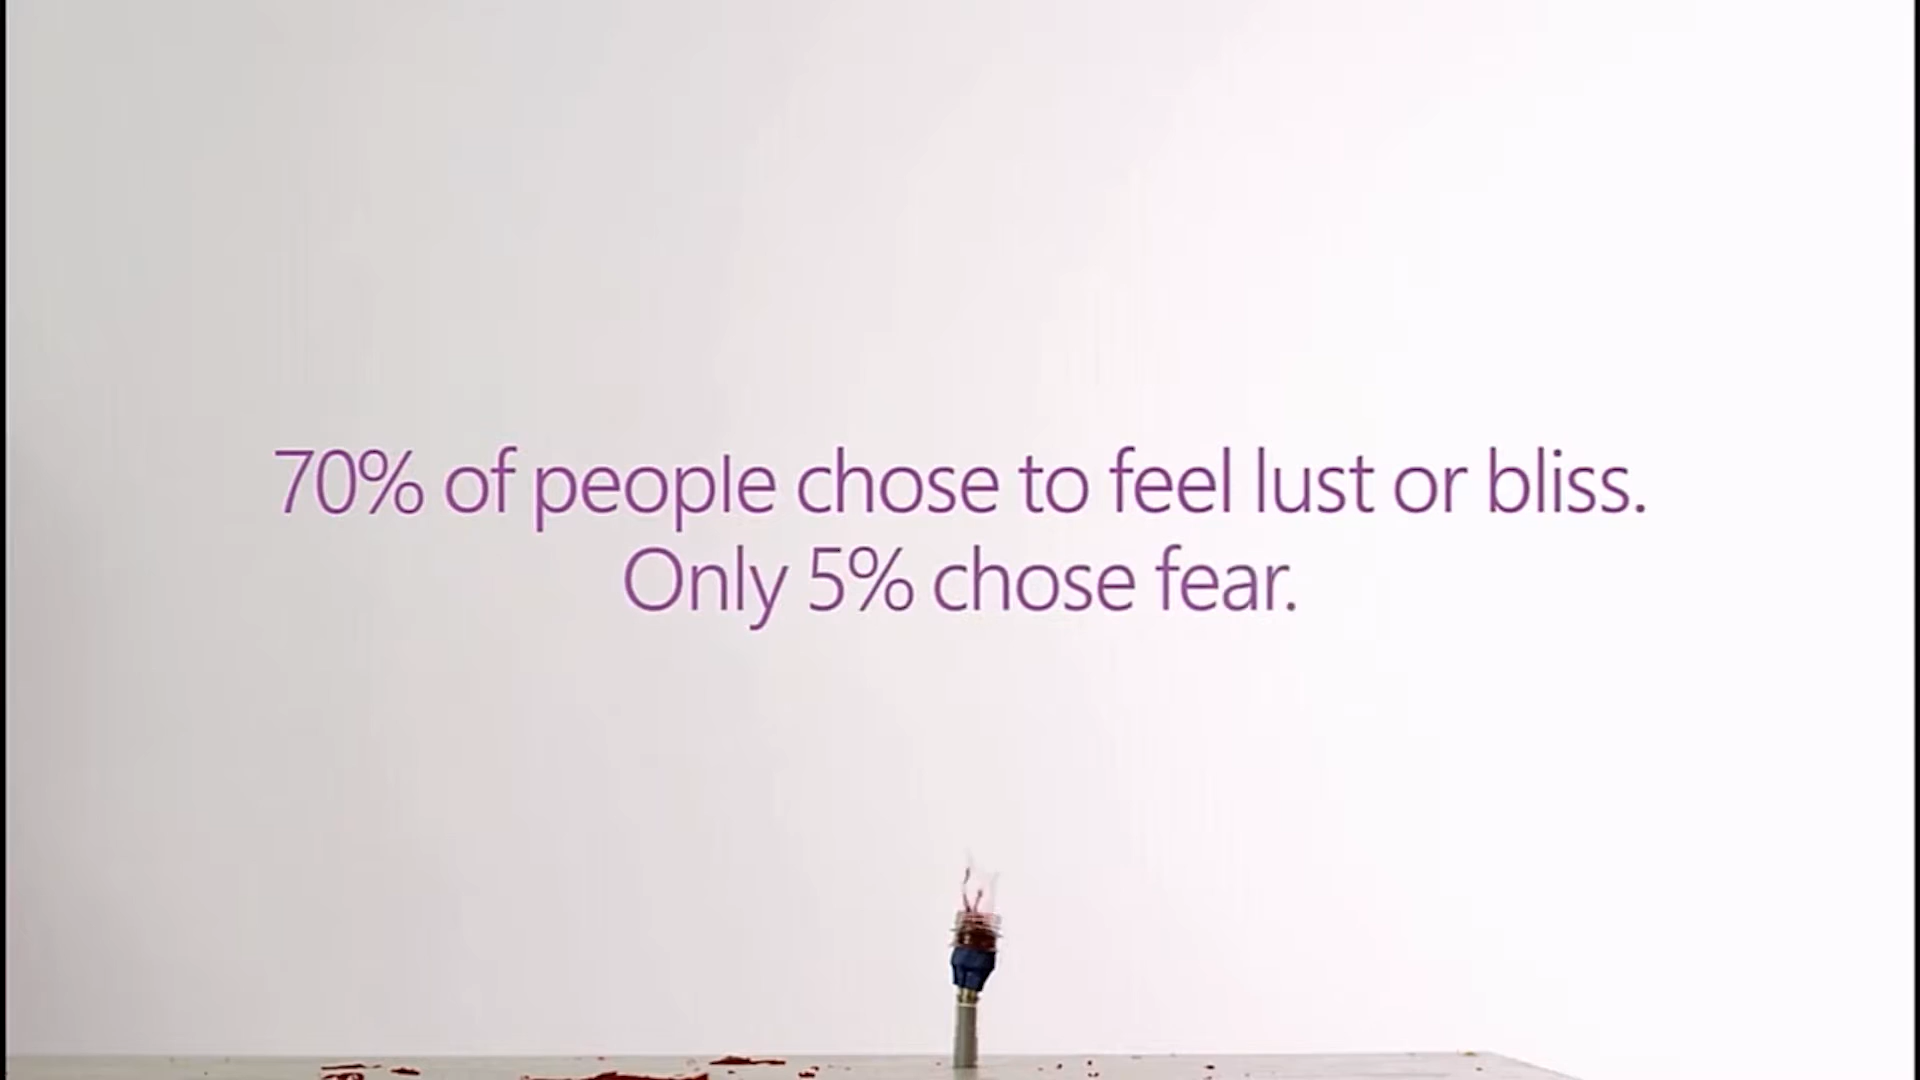 70% of people chose to feel lust or bliss.
Only 5% chose fear.